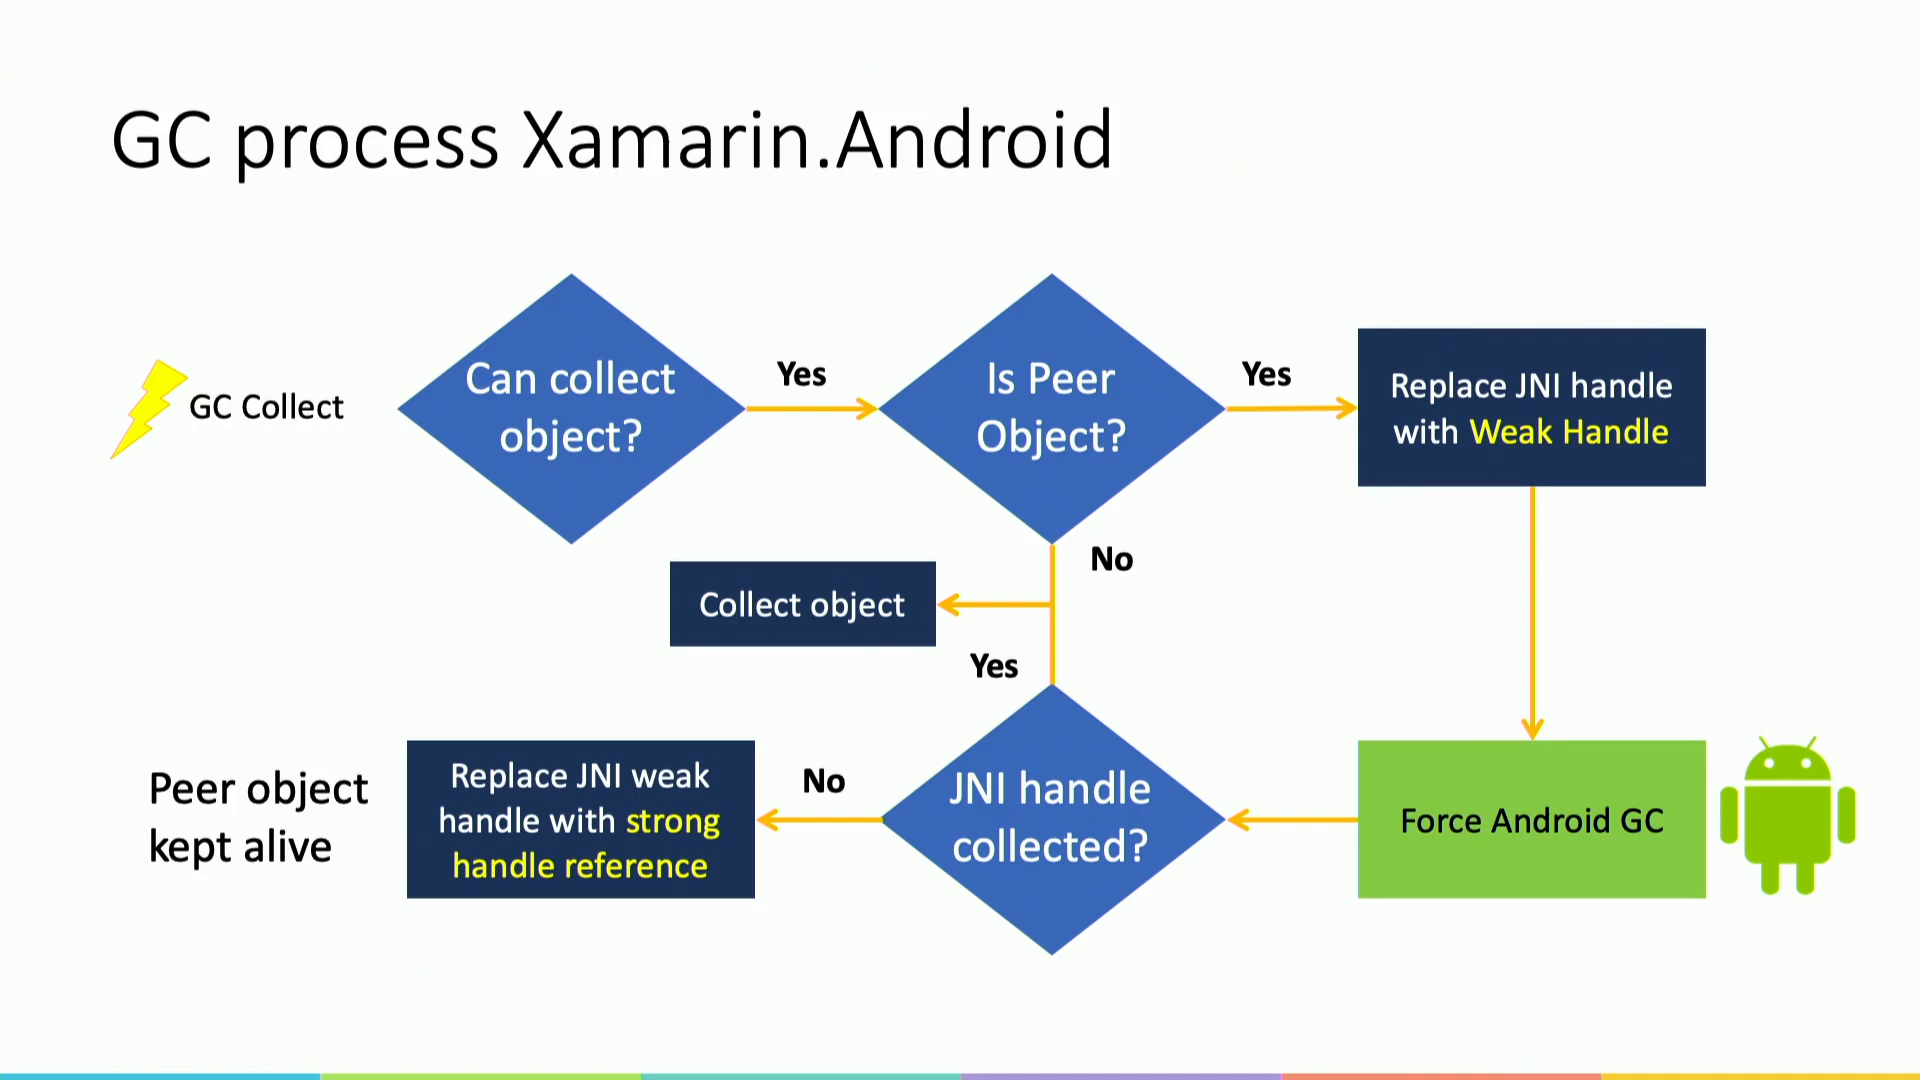 GC process Xamarin.Android
GC Collect
Can collect
object?
Yes
Is Peer
Object?
Yes
Replace JNI handle
with Weak Handle
No
Collect object
Yes
Peer object
kept alive
Replace JNI weak
handle with strong
handle reference
No
JNI handle
collected?
Force Android GC